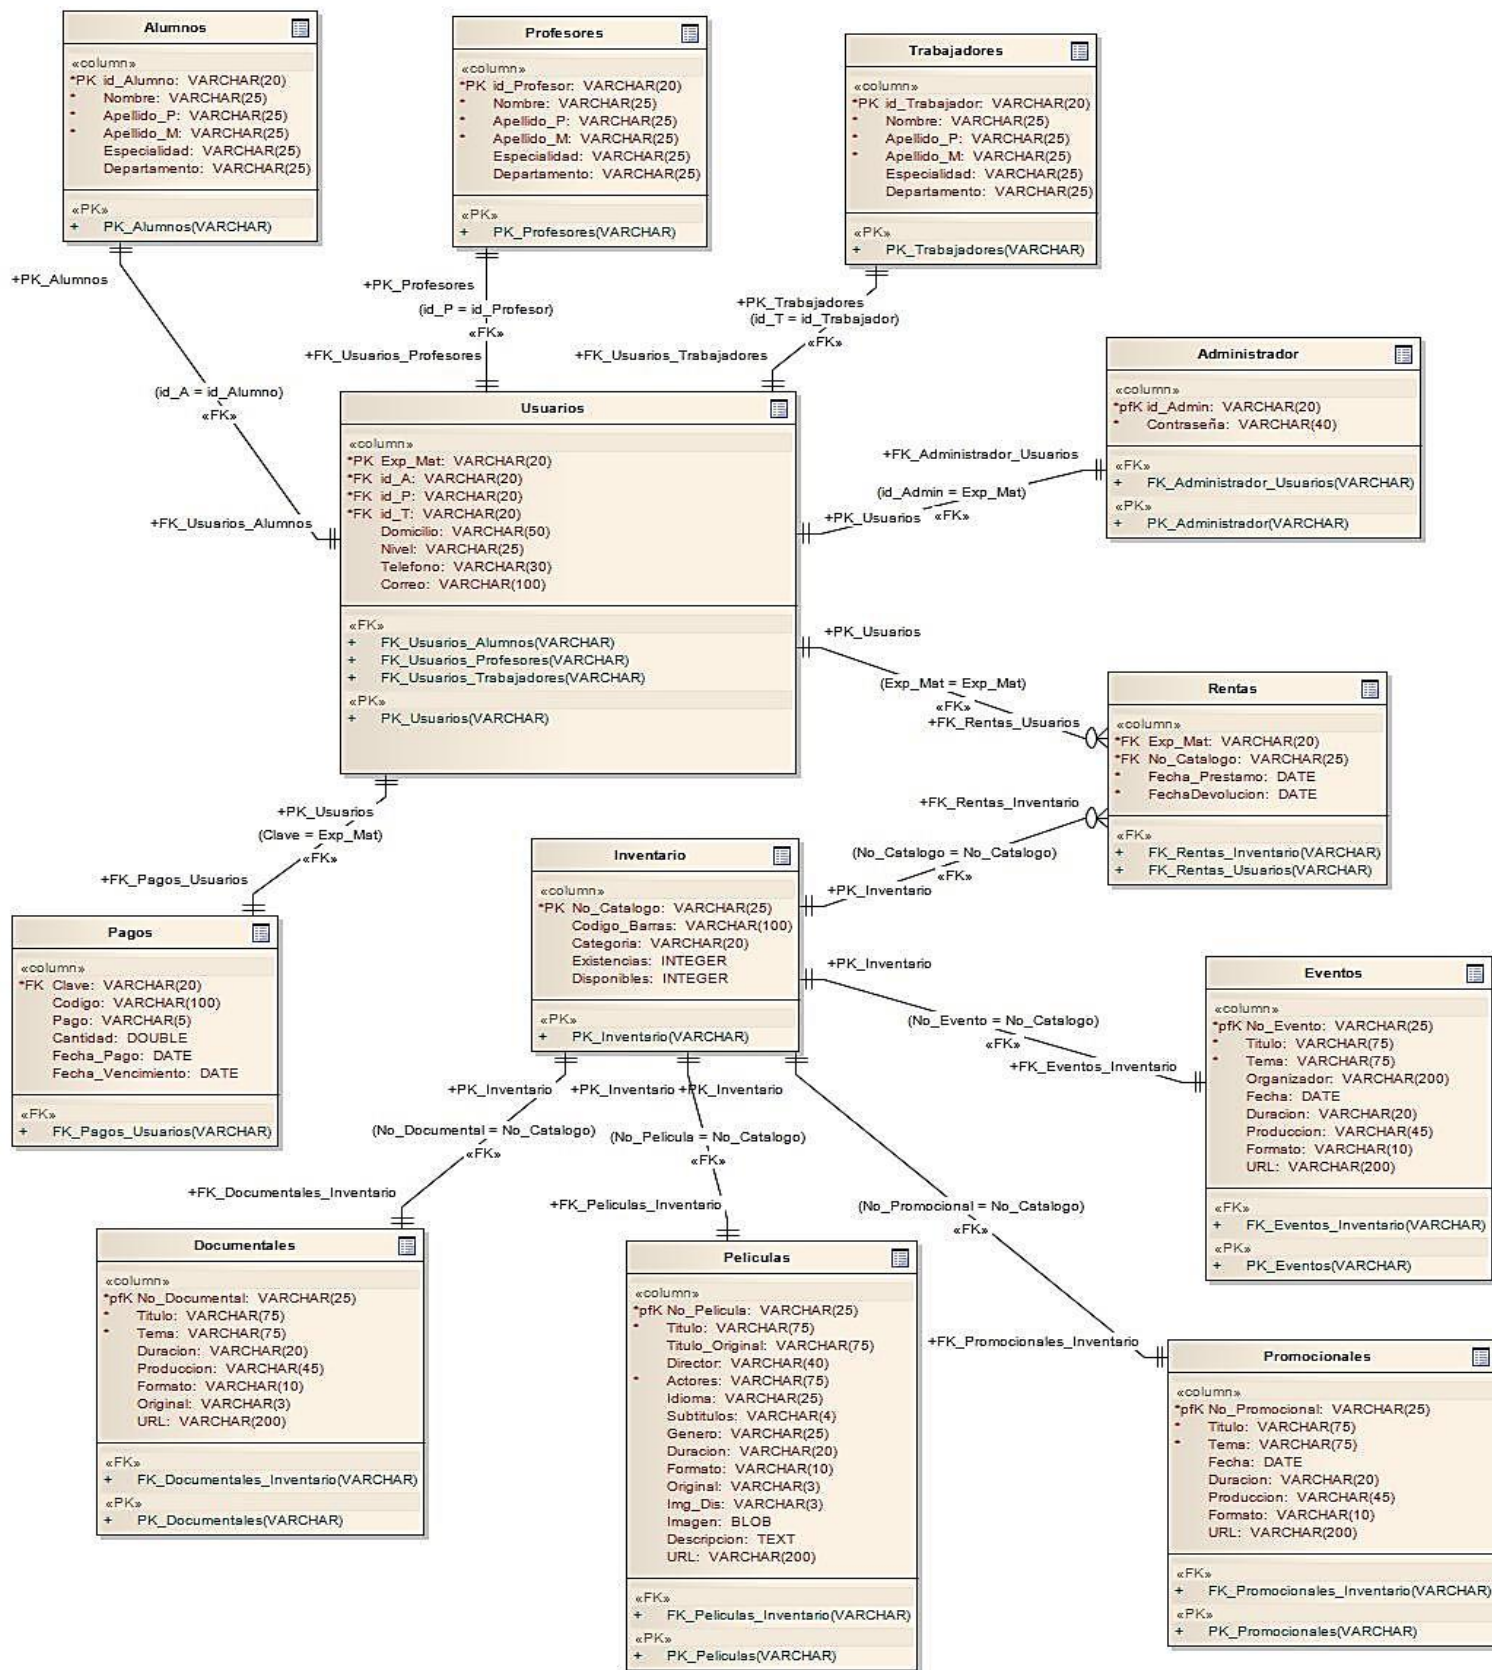 Alumnos
«column»
*PK id_Alumno: VARCHAR(20)
* Nombre: VARCHAR(25)
* Apellido_P: VARCHAR(25)
* Apellido_M: VARCHAR(25)
Especialidad: VARCHAR(25)
Departamento: VARCHAR(25)
«PK»
+ PK_Alumnos(VARCHAR)
Profesores
«column»
*PK id_Profesor: VARCHAR(20)
* Nombre: VARCHAR(25)
* Apellido_P: VARCHAR(25)
* Apellido_M: VARCHAR(25)
Especialidad: VARCHAR(25)
Departamento: VARCHAR(25)
«PK»
+ PK_Profesores(VARCHAR)
Trabajadores
«column»
*PK id_Trabajador: VARCHAR(20)
* Nombre: VARCHAR(25)
* Apellido_P: VARCHAR(25)
* Apellido_M: VARCHAR(25)
Especialidad: VARCHAR(25)
Departamento: VARCHAR(25)
«PK»
+ PK_Trabajadores(VARCHAR)
+PK_Alumnos
(id_A = id_Alumno)
«FK»
+FK_Usuarios_Alumnos
+PK_Profesores
(id_P = id_Profesor)
«FK»
+FK_Usuarios_Profesores
+PK_Trabajadores
(id_T = id_Trabajador)
«FK»
+FK_Usuarios_Trabajadores
Usuarios
«column»
*PK Exp_Mat: VARCHAR(20)
*FK id_A: VARCHAR(20)
*FK id_P: VARCHAR(20)
*FK id_T: VARCHAR(20)
Domicilio: VARCHAR(50)
Nivel: VARCHAR(25)
Telefono: VARCHAR(30)
Correo: VARCHAR(100)
«FK»
+ FK_Usuarios_Alumnos(VARCHAR)
+ FK_Usuarios_Profesores(VARCHAR)
+ FK_Usuarios_Trabajadores(VARCHAR)
«PK»
+ PK_Usuarios(VARCHAR)
Administrador
«column»
*pfK id_Admin: VARCHAR(20)
* Contraseña: VARCHAR(40)
«FK»
+ FK_Administrador_Usuarios(VARCHAR)
«PK»
+ PK_Administrador(VARCHAR)
+FK_Administrador_Usuarios
(id_Admin = Exp_Mat)
+PK_Usuarios
«FK»
+PK_Usuarios
(Exp_Mat = Exp_Mat)
«FK»
+FK_Rentas_Usuarios
Rentas
«column»
*FK Exp_Mat: VARCHAR(20)
*FK No_Catalogo: VARCHAR(25)
* Fecha_Prestamo: DATE
* FechaDevolucion: DATE
«FK»
+ FK_Rentas_Inventario(VARCHAR)
+ FK_Rentas_Usuarios(VARCHAR)
+FK_Rentas_Inventario
(No_Catalogo = No_Catalogo)
«FK»
+PK_Inventario
+PK_Usuarios
(Clave = Exp_Mat)
«FK»
+FK_Pagos_Usuarios
Pagos
«column»
*FK Clave: VARCHAR(20)
Codigo: VARCHAR(100)
Pago: VARCHAR(5)
Cantidad: DOUBLE
Fecha_Pago: DATE
Fecha_Vencimiento: DATE
«FK»
+ FK_Pagos_Usuarios(VARCHAR)
Inventario
«column»
*PK No_Catalogo: VARCHAR(25)
Codigo_Barras: VARCHAR(100)
Categoria: VARCHAR(20)
Existencias: INTEGER
Disponibles: INTEGER
«PK»
+ PK_Inventario(VARCHAR)
+PK_Inventario
(No_Evento = No_Catalogo)
«FK»
+FK_Eventos_Inventario
Eventos
«column»
*pfK No_Evento: VARCHAR(25)
* Titulo: VARCHAR(75)
* Tema: VARCHAR(75)
Organizador: VARCHAR(200)
Fecha: DATE
Duracion: VARCHAR(20)
Produccion: VARCHAR(45)
Formato: VARCHAR(10)
URL: VARCHAR(200)
«FK»
+ FK_Eventos_Inventario(VARCHAR)
«PK»
+ PK_Eventos(VARCHAR)
+PK_Inventario +PK_Inventario +PK_Inventario
(No_Documental = No_Catalogo)
«FK»
+FK_Documentales_Inventario
(No_Pelicula = No_Catalogo)
«FK»
+FK_Peliculas_Inventario
(No_Promocional = No_Catalogo)
«FK»
+FK_Promocionales_Inventario
Documentales
«column»
*pfK No_Documental: VARCHAR(25)
* Titulo: VARCHAR(75)
* Tema: VARCHAR(75)
Duracion: VARCHAR(20)
Produccion: VARCHAR(45)
Formato: VARCHAR(10)
Original: VARCHAR(3)
URL: VARCHAR(200)
«FK»
+ FK_Documentales_Inventario(VARCHAR)
«PK»
+ PK_Documentales(VARCHAR)
Peliculas
«column»
*pfK No_Pelicula: VARCHAR(25)
* Titulo: VARCHAR(75)
Titulo_Original: VARCHAR(75)
Director: VARCHAR(40)
* Actores: VARCHAR(75)
Idioma: VARCHAR(25)
Subtitulos: VARCHAR(4)
Genero: VARCHAR(25)
Duracion: VARCHAR(20)
Formato: VARCHAR(10)
Original: VARCHAR(3)
Img_Dis: VARCHAR(3)
Imagen: BLOB
Descripcion: TEXT
URL: VARCHAR(200)
«FK»
+ FK_Peliculas_Inventario(VARCHAR)
«PK»
+ PK_Peliculas(VARCHAR)
Promocionales
«column»
*pfK No_Promocional: VARCHAR(25)
* Titulo: VARCHAR(75)
* Tema: VARCHAR(75)
Fecha: DATE
Duracion: VARCHAR(20)
Produccion: VARCHAR(45)
Formato: VARCHAR(10)
URL: VARCHAR(200)
«FK»
+ FK_Promocionales_Inventario(VARCHAR)
«PK»
+ PK_Promocionales(VARCHAR)